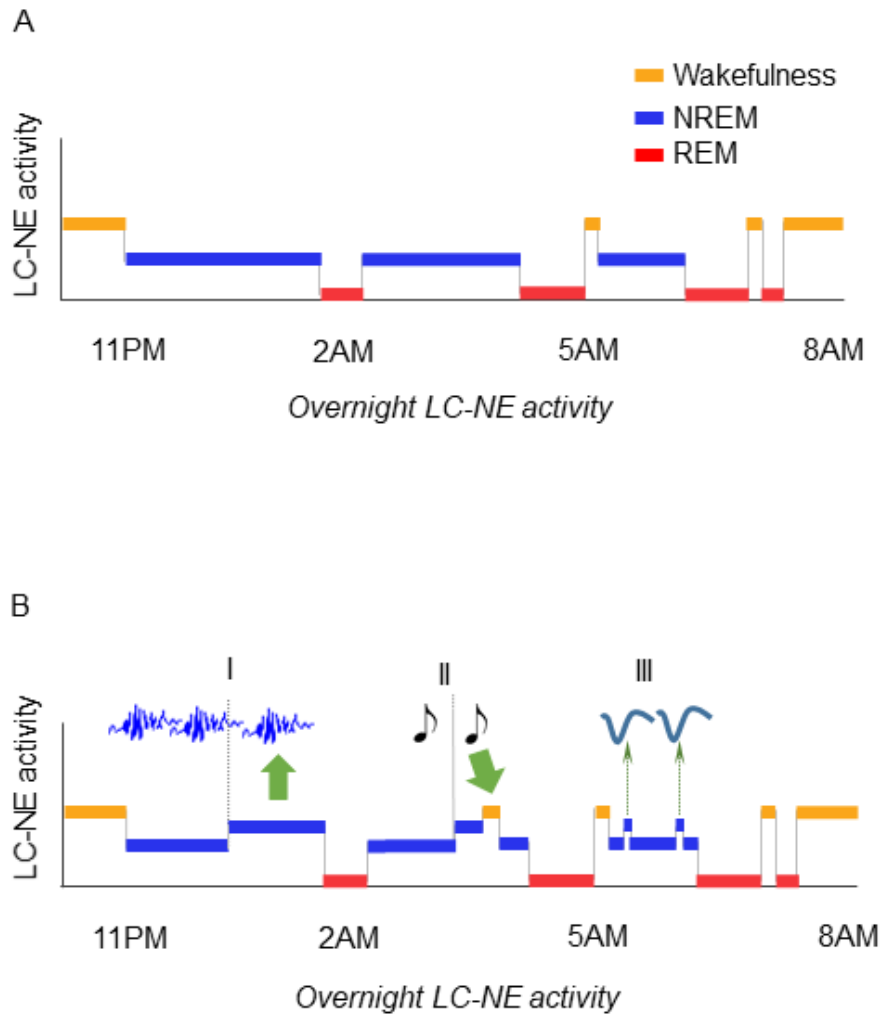 A
Wakefulness
NREM
REM
LC-NE activity
11PM 2AM 5AM 8AM
Overnight LC-NE activity
B
I II III
LC-NE activity
11PM 2AM 5AM 8AM
Overnight LC-NE activity